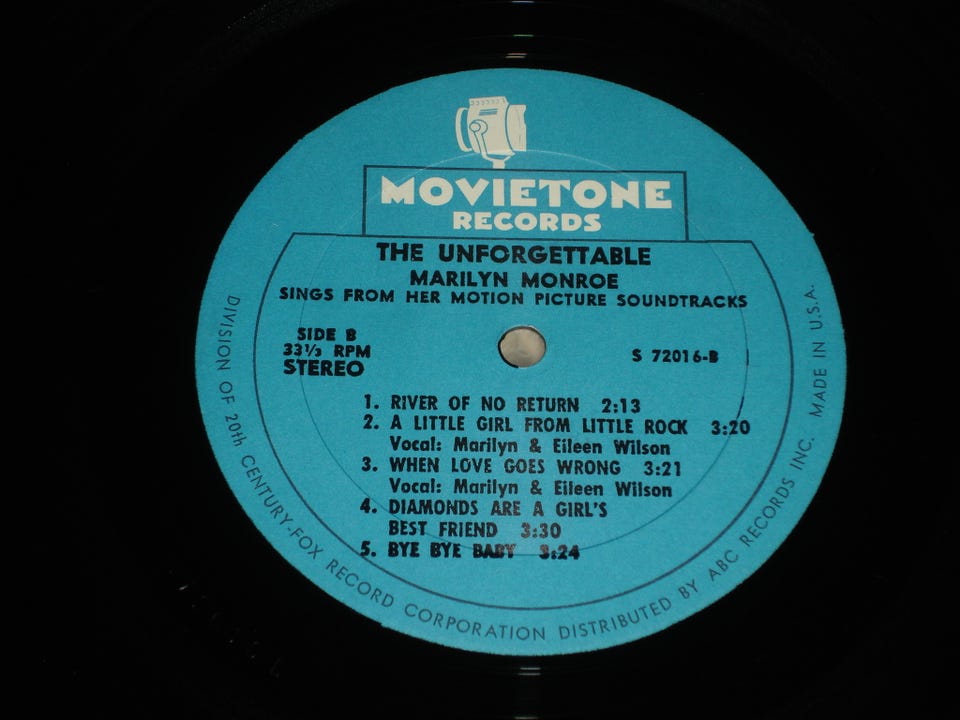 MOVIETONE
RECORDS
THE UNFORGETTABLE
MARILYN MONROE
SINGS FROM HER MOTION PICTURE SOUNDTRACKS
SIDE B
33⅓ RPM
STEREO
S 72016-B
1. RIVER OF NO RETURN 2:13
2. A LITTLE GIRL FROM LITTLE ROCK 3:20
Vocal: Marilyn & Eileen Wilson
3. WHEN LOVE GOES WRONG 3:21
Vocal: Marilyn & Eileen Wilson
4. DIAMONDS ARE A GIRL'S
BEST FRIEND 3:30
5. BYE BYE BABY 3:24
DIVISION OF 20th CENTURY-FOX RECORD CORPORATION DISTRIBUTED BY ABC RECORDS INC. MADE IN U.S.A.